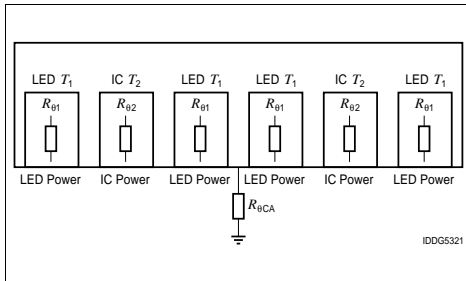 LED T₁ IC T₂ LED T₁ LED T₁ IC T₂ LED T₁
Rθ1 Rθ2 Rθ1 Rθ1 Rθ2 Rθ1
LED Power IC Power LED Power LED Power IC Power LED Power
RθCA
IDDG5321